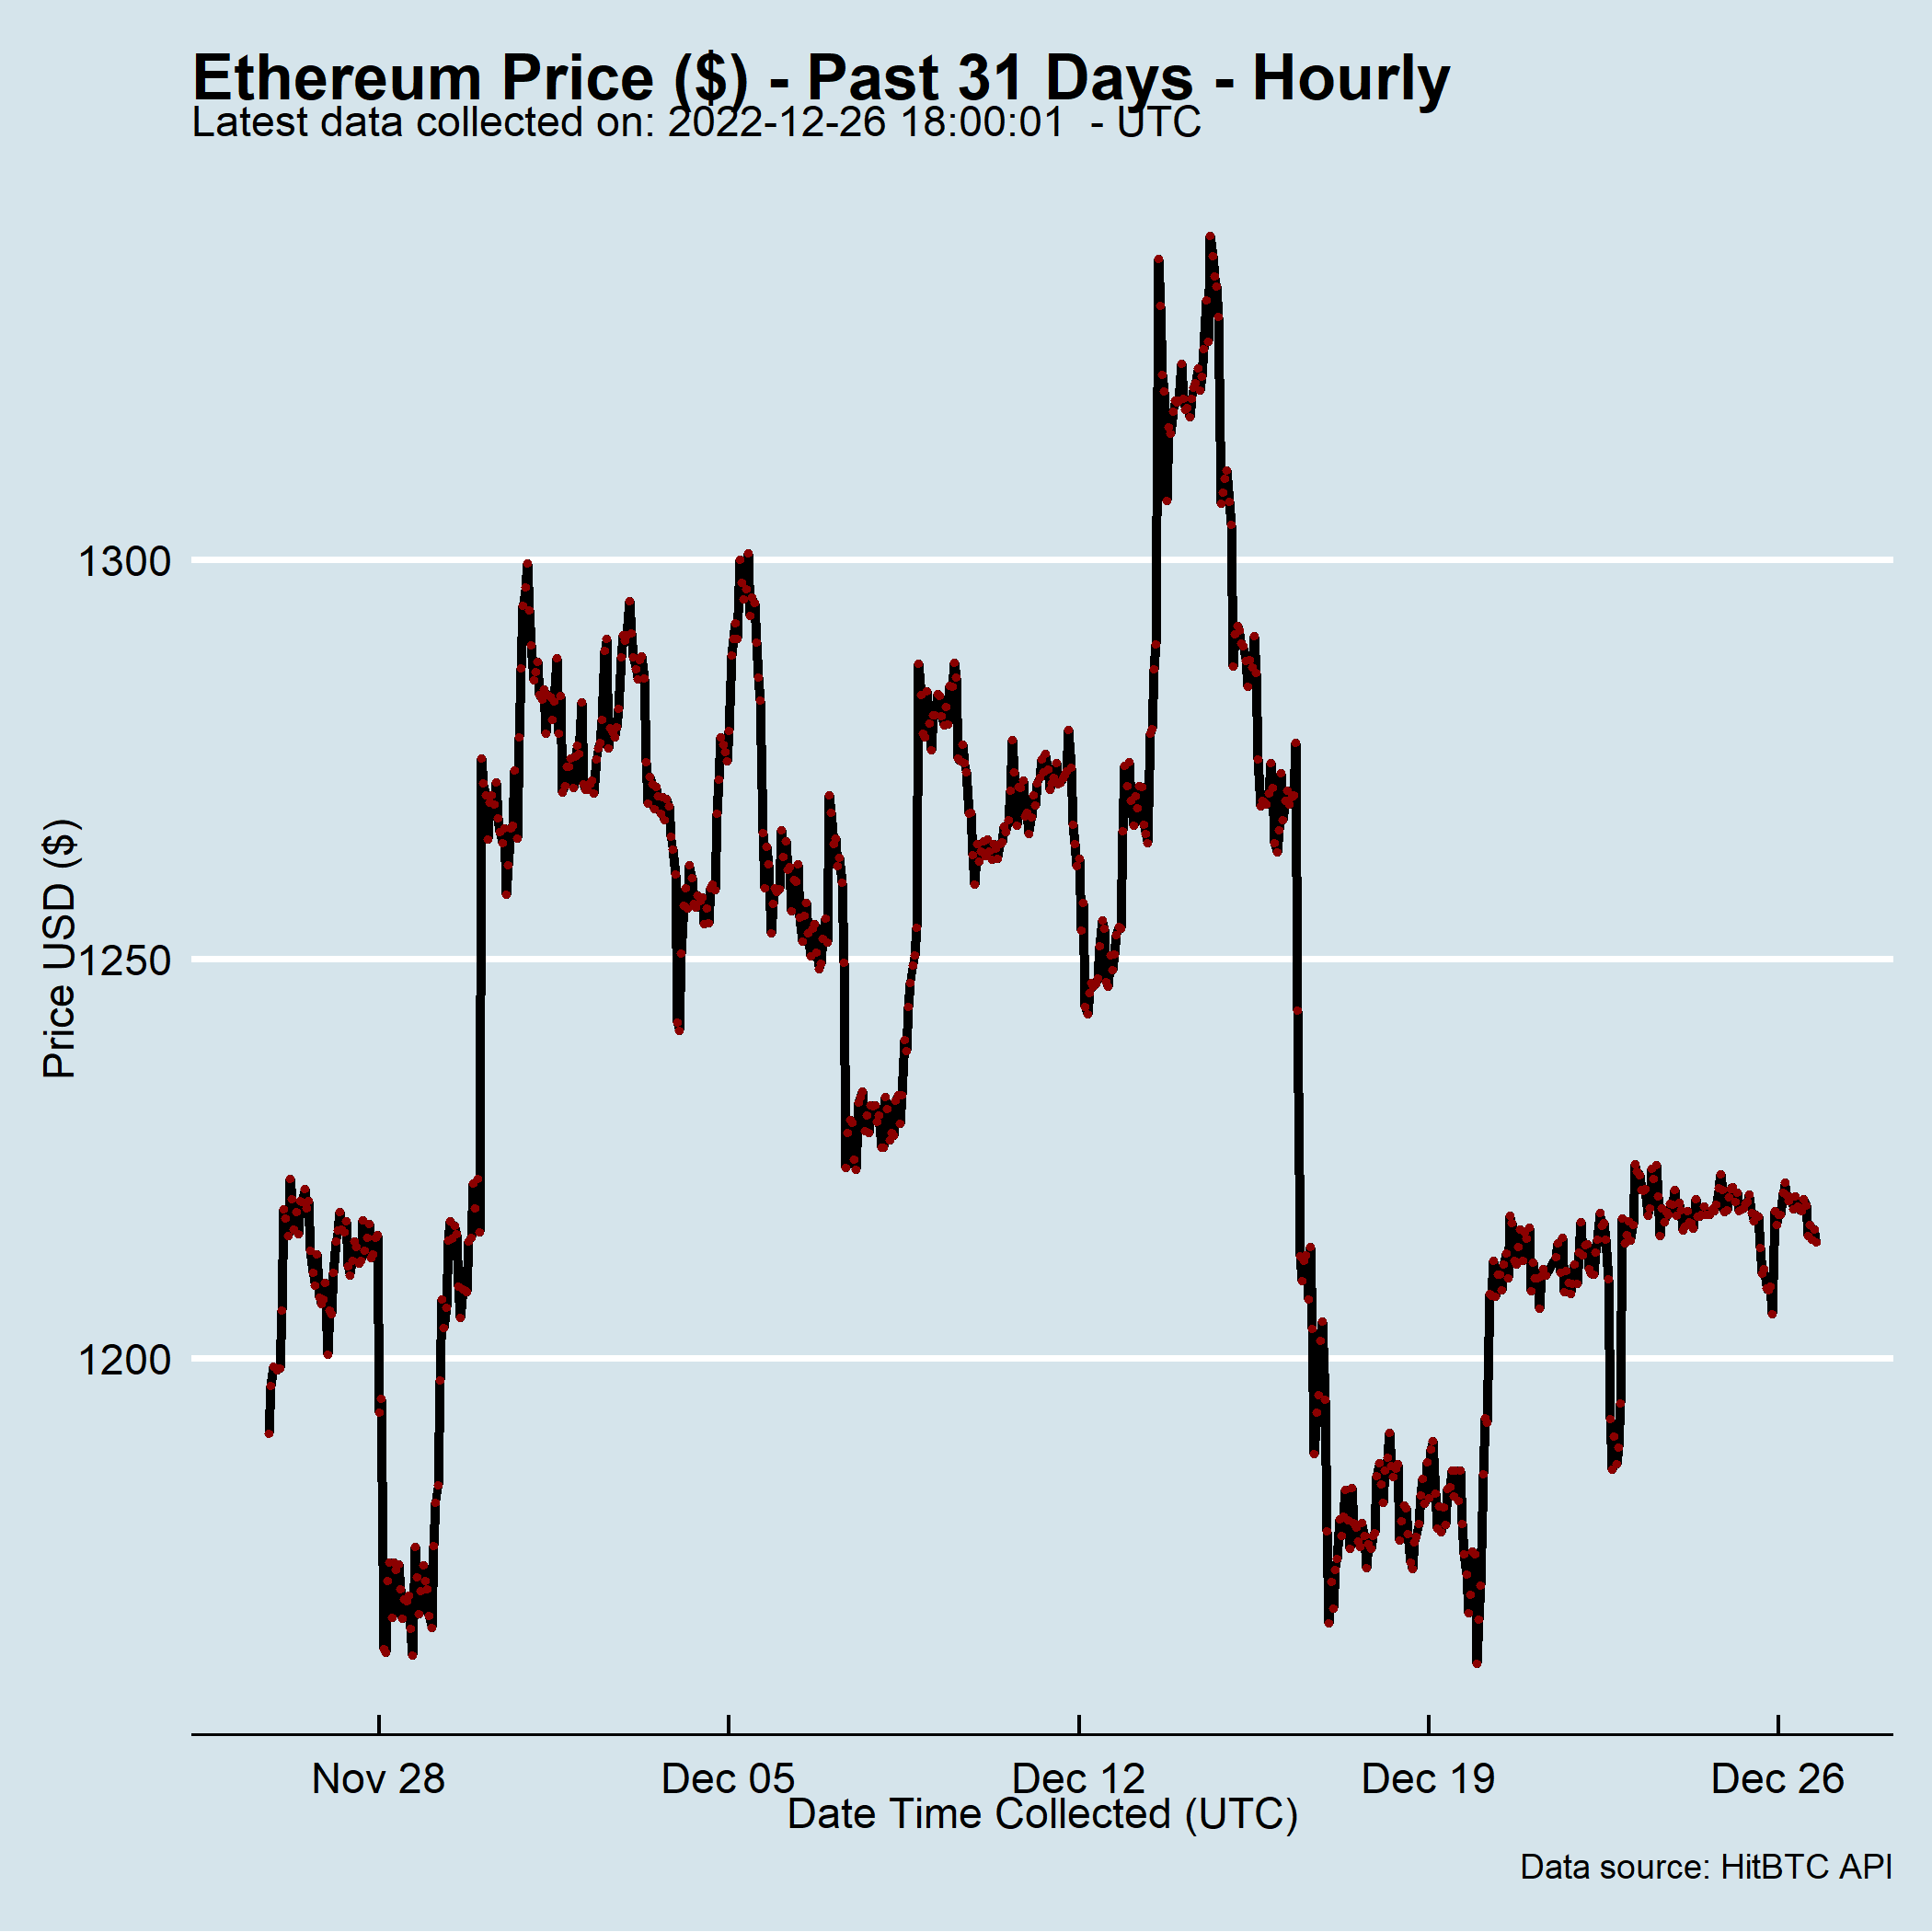 Ethereum Price ($) - Past 31 Days - Hourly
Latest data collected on: 2022-12-26 18:00:01  - UTC
Price USD ($)
1300
1250
1200
Nov 28
Dec 05
Dec 12
Dec 19
Dec 26
Date Time Collected (UTC)
Data source: HitBTC API